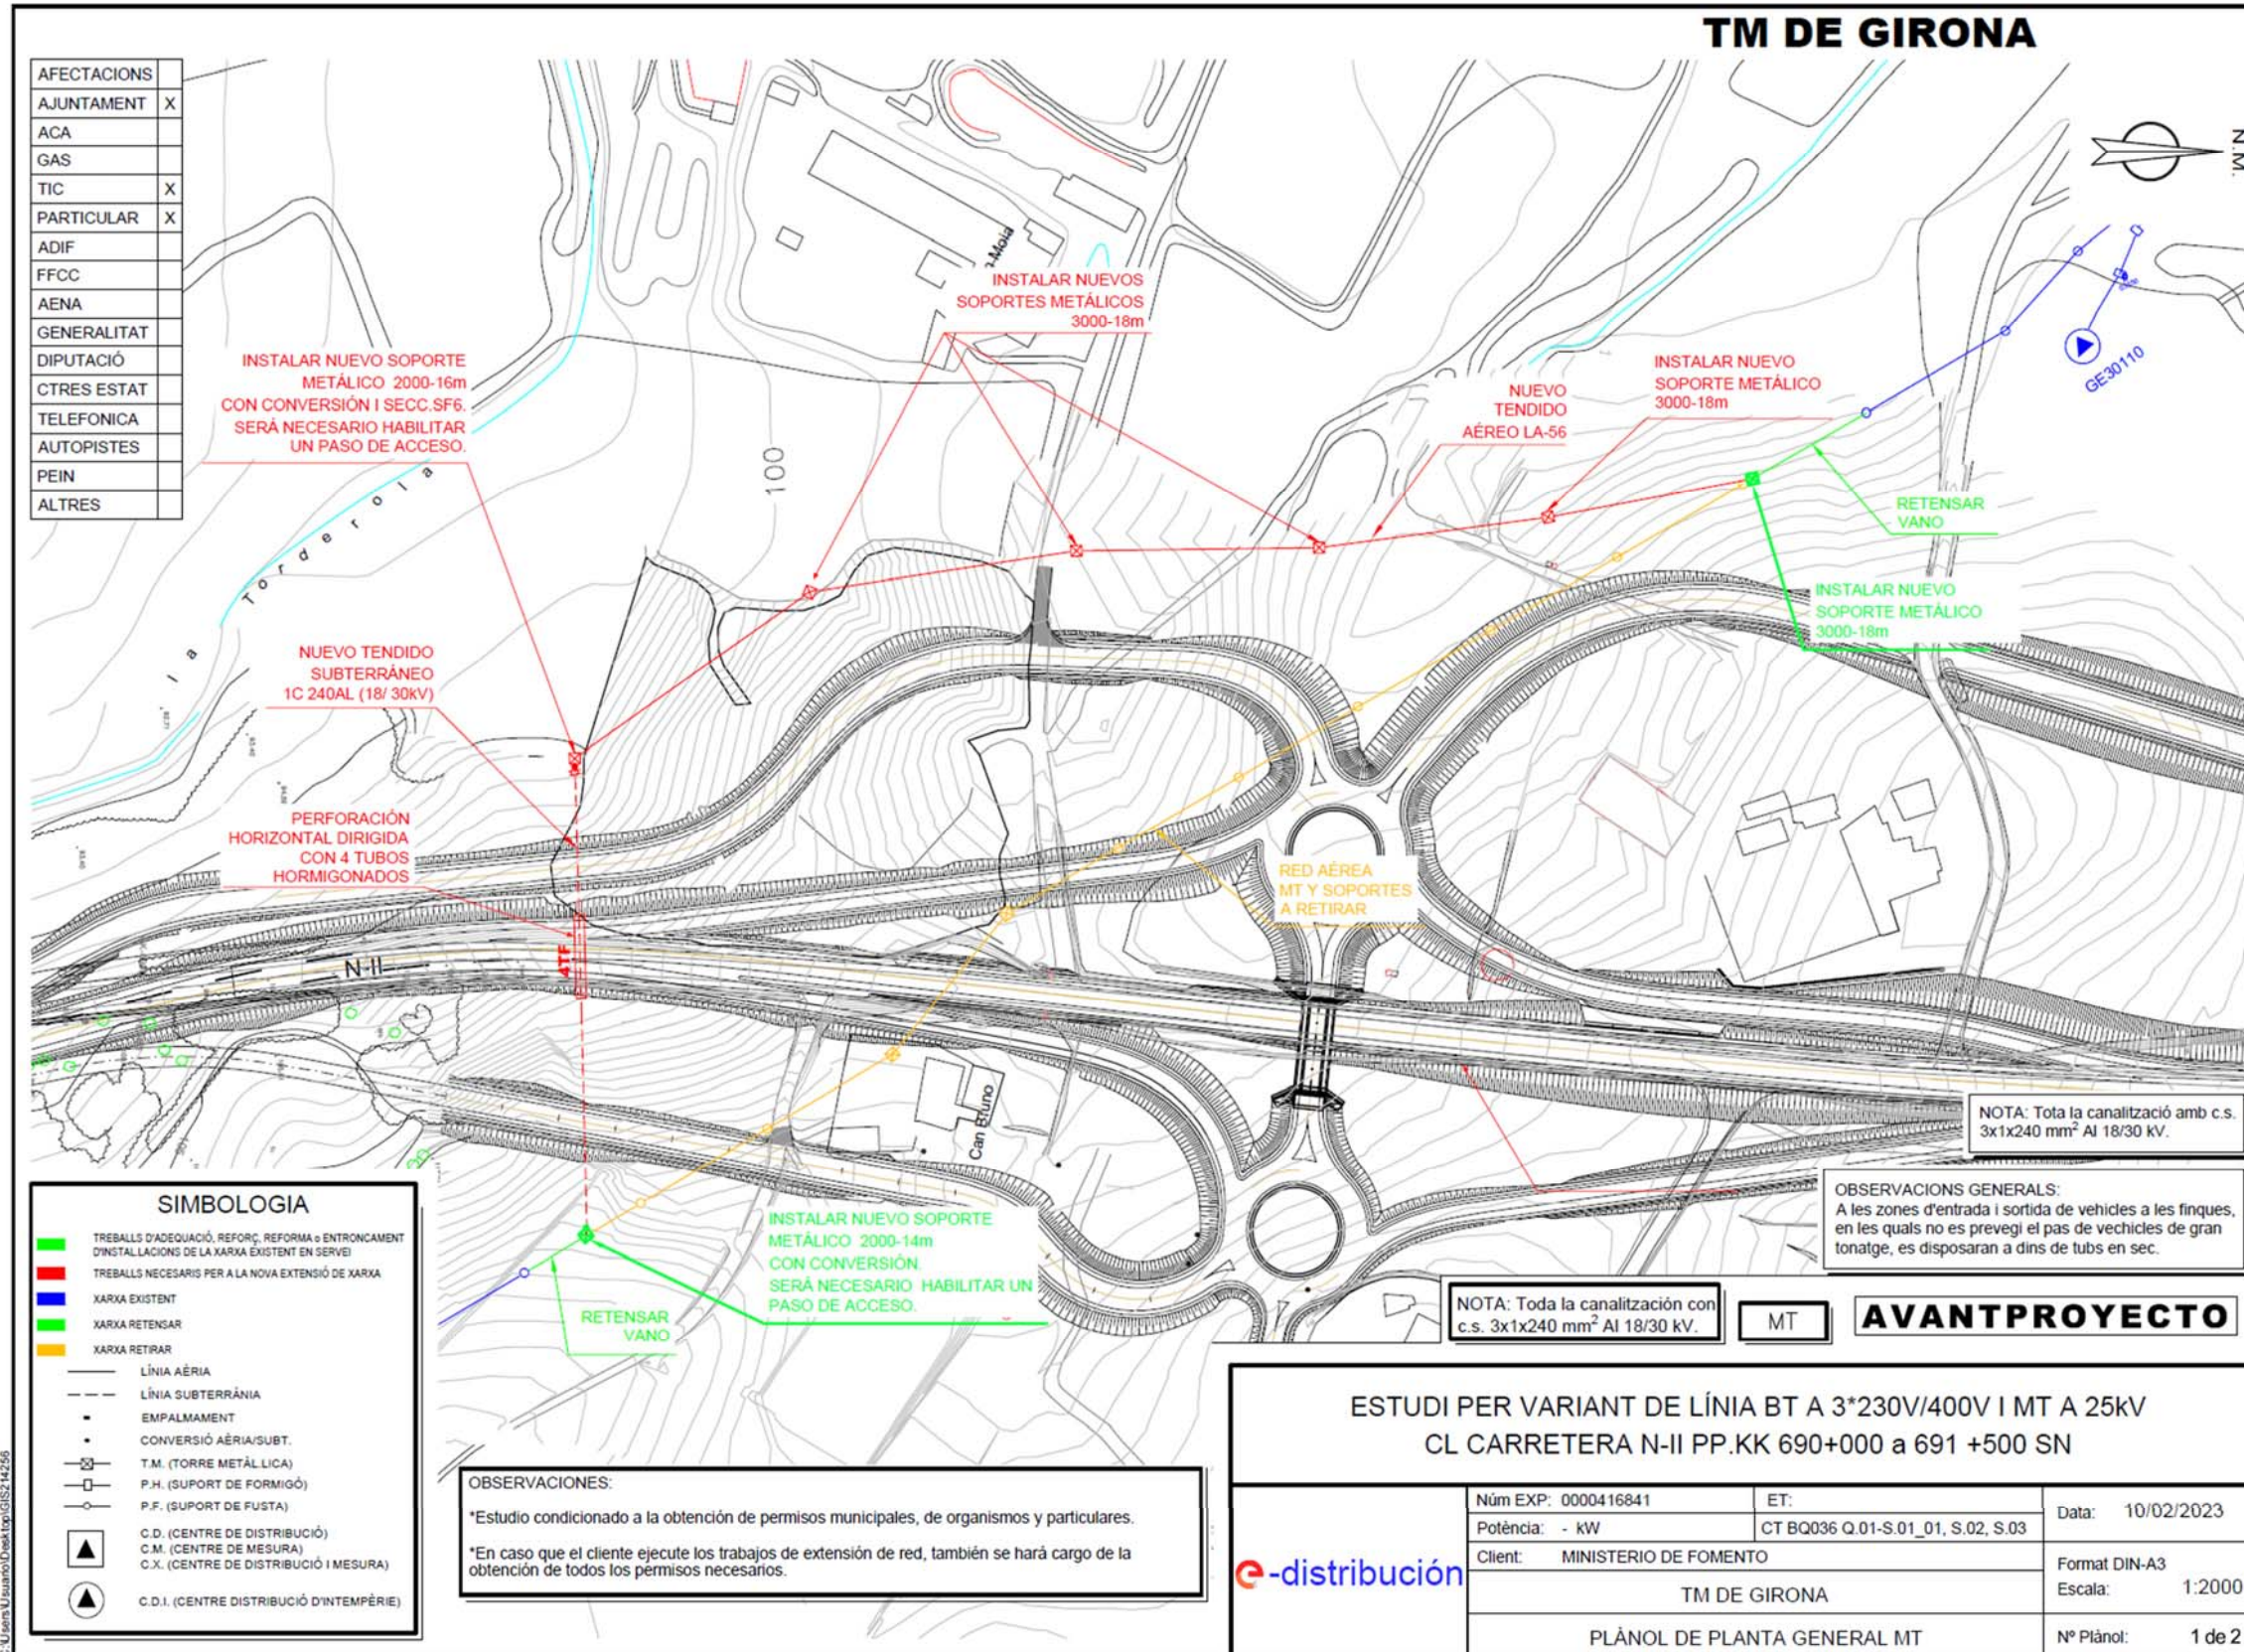 TM DE GIRONA
AFECTACIONS
AJUNTAMENT X
ACA
GAS
TIC X
PARTICULAR X
ADIF
FFCC
AENA
GENERALITAT
DIPUTACIÓ
CTRES ESTAT
TELEFONICA
AUTOPISTES
PEIN
ALTRES
N.M.
GE30110
INSTALAR NUEVOS
SOPORTES METÁLICOS
3000-18m
INSTALAR NUEVO SOPORTE
METÁLICO 2000-16m
CON CONVERSIÓN I SECC.SF6.
SERÁ NECESARIO HABILITAR
UN PASO DE ACCESO.
NUEVO
TENDIDO
AÉREO LA-56
INSTALAR NUEVO
SOPORTE METÁLICO
3000-18m
RETENSAR
VANO
INSTALAR NUEVO
SOPORTE METÁLICO
3000-18m
100
la Torderola
NUEVO TENDIDO
SUBTERRÁNEO
1C 240AL (18/ 30kV)
PERFORACIÓN
HORIZONTAL DIRIGIDA
CON 4 TUBOS
HORMIGONADOS
RED AÉREA
MT Y SOPORTES
A RETIRAR
4TF
N-II
Can Bruno
INSTALAR NUEVO SOPORTE
METÁLICO 2000-14m
CON CONVERSIÓN.
SERÁ NECESARIO HABILITAR UN
PASO DE ACCESO.
RETENSAR
VANO
NOTA: Tota la canalització amb c.s.
3x1x240 mm² Al 18/30 kV.
OBSERVACIONS GENERALS:
A les zones d'entrada i sortida de vehicles a les finques,
en les quals no es prevegi el pas de vechicles de gran
tonatge, es disposaran a dins de tubs en sec.
NOTA: Toda la canalitzación con
c.s. 3x1x240 mm² Al 18/30 kV.
MT
AVANTPROYECTO
SIMBOLOGIA
TREBALLS D'ADEQUACIÓ, REFORÇ, REFORMA o ENTRONCAMENT
D'INSTAL.LACIONS DE LA XARXA EXISTENT EN SERVEI
TREBALLS NECESARIS PER A LA NOVA EXTENSIÓ DE XARXA
XARXA EXISTENT
XARXA RETENSAR
XARXA RETIRAR
LÍNIA AÈRIA
LÍNIA SUBTERRÀNIA
EMPALMAMENT
CONVERSIÓ AÈRIA/SUBT.
T.M. (TORRE METÀL.LICA)
P.H. (SUPORT DE FORMIGÓ)
P.F. (SUPORT DE FUSTA)
C.D. (CENTRE DE DISTRIBUCIÓ)
C.M. (CENTRE DE MESURA)
C.X. (CENTRE DE DISTRIBUCIÓ I MESURA)
C.D.I. (CENTRE DISTRIBUCIÓ D'INTEMPÈRIE)
C:\Users\Usuario\Desktop\GIS214256
OBSERVACIONES:
*Estudio condicionado a la obtención de permisos municipales, de organismos y particulares.
*En caso que el cliente ejecute los trabajos de extensión de red, también se hará cargo de la
obtención de todos los permisos necesarios.
ESTUDI PER VARIANT DE LÍNIA BT A 3*230V/400V I MT A 25kV
CL CARRETERA N-II PP.KK 690+000 a 691 +500 SN
e-distribución
Núm EXP: 0000416841
ET:
Data: 10/02/2023
Potència: - kW
CT BQ036 Q.01-S.01_01, S.02, S.03
Client: MINISTERIO DE FOMENTO
Format DIN-A3
Escala: 1:2000
TM DE GIRONA
PLÀNOL DE PLANTA GENERAL MT
Nº Plànol: 1 de 2